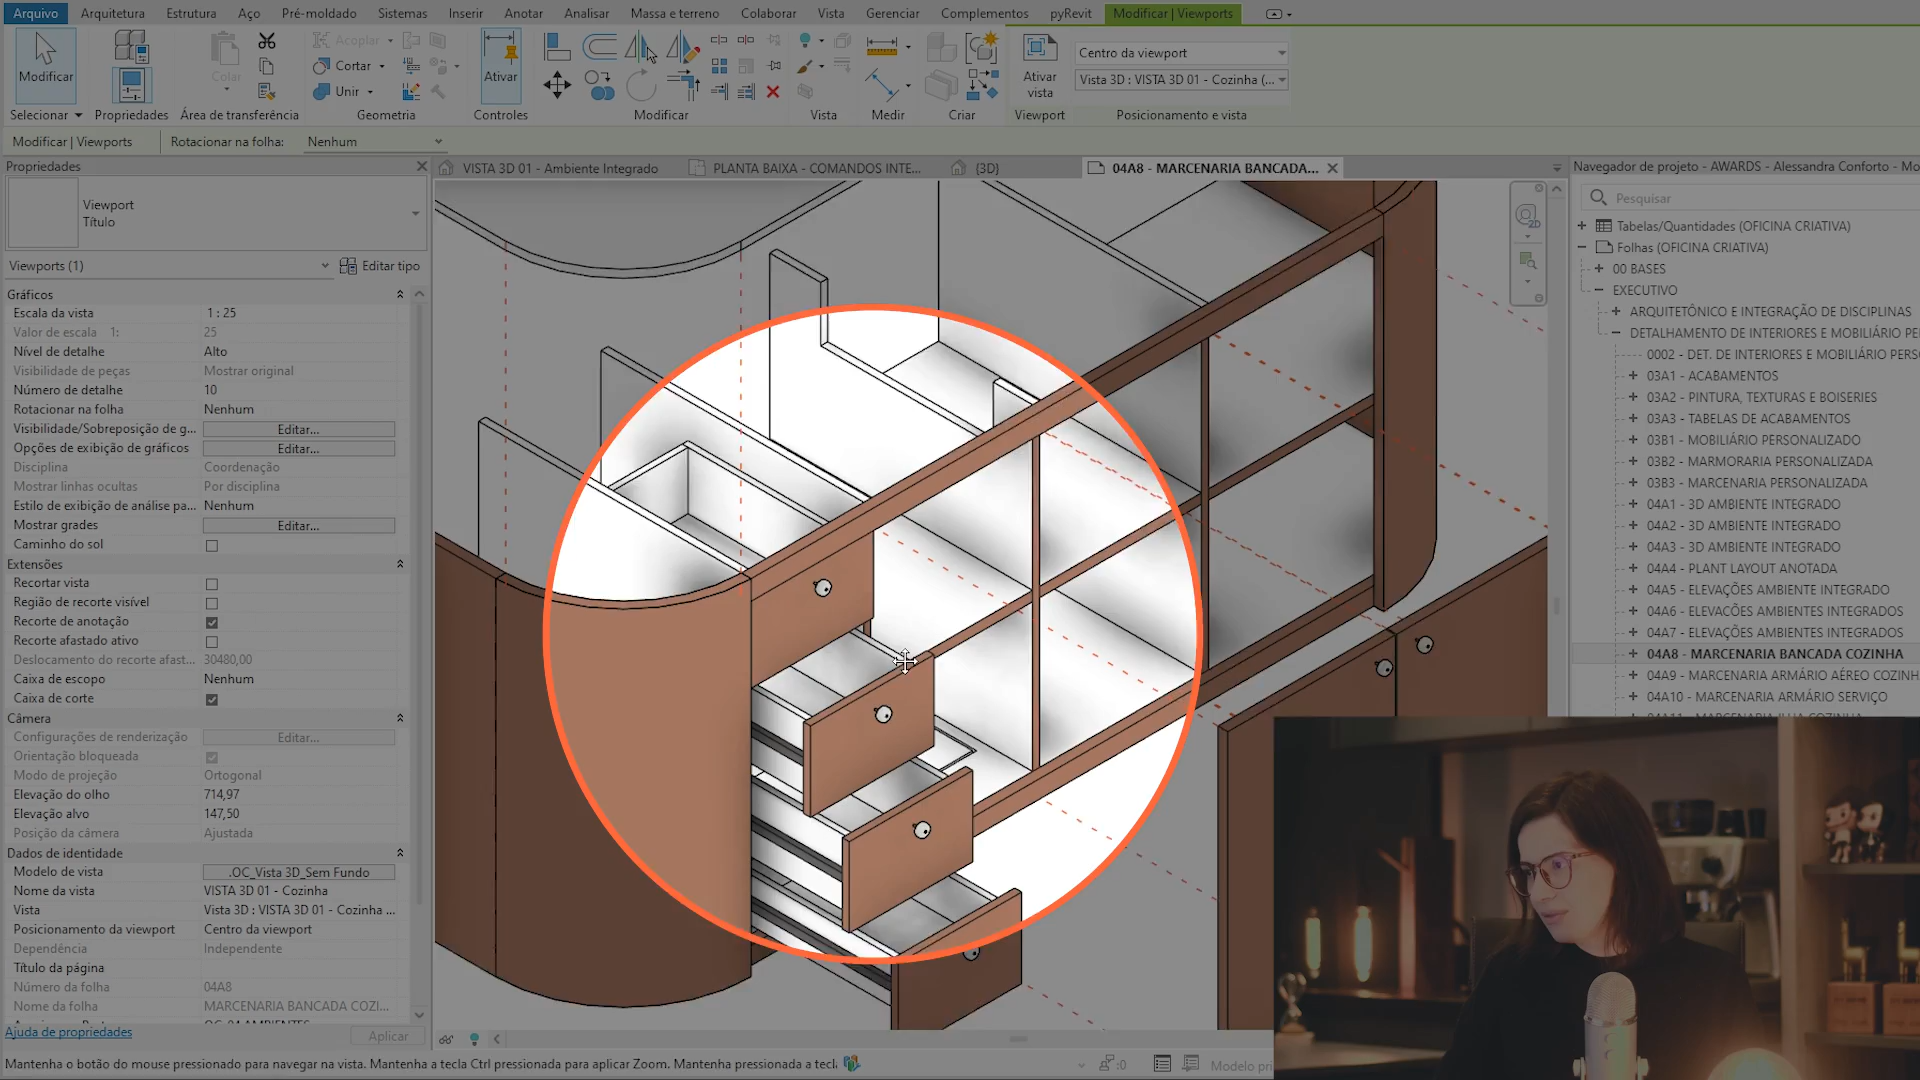 Arquivo Arquitetura Estrutura Aço Pré-moldado Sistemas Inserir Anotar Analisar Massa e terreno Colaborar Vista Gerenciar Complementos pyRevit Modificar | Viewports
Modificar
Colar
Acoplar
Cortar
Unir
Ativar
Ativar vista
Centro da viewport
Vista 3D : VISTA 3D 01 - Cozinha (...
Selecionar Propriedades Área de transferência Geometria Controles Modificar Vista Medir Criar Viewport Posicionamento e vista
Modificar | Viewports Rotacionar na folha: Nenhum
Propriedades
VISTA 3D 01 - Ambiente Integrado
PLANTA BAIXA - COMANDOS INTE...
{3D}
04A8 - MARCENARIA BANCADA...
Viewport
Título
Viewports (1) Editar tipo
Gráficos
Escala da vista 1 : 25
Valor de escala 1: 25
Nível de detalhe Alto
Visibilidade de peças Mostrar original
Número de detalhe 10
Rotacionar na folha Nenhum
Visibilidade/Sobreposição de g... Editar...
Opções de exibição de gráficos Editar...
Disciplina Coordenação
Mostrar linhas ocultas Por disciplina
Estilo de exibição de análise pa... Nenhum
Mostrar grades Editar...
Caminho do sol
Extensões
Recortar vista
Região de recorte visível
Recorte de anotação
Recorte afastado ativo
Deslocamento do recorte afast... 30480,00
Caixa de escopo Nenhum
Caixa de corte
Câmera
Configurações de renderização Editar...
Orientação bloqueada
Modo de projeção Ortogonal
Elevação do olho 714,97
Elevação alvo 147,50
Posição da câmera Ajustada
Dados de identidade
Modelo de vista .OC_Vista 3D_Sem Fundo
Nome da vista VISTA 3D 01 - Cozinha
Vista Vista 3D : VISTA 3D 01 - Cozinha ...
Posicionamento da viewport Centro da viewport
Dependência Independente
Título da página
Número da folha 04A8
Nome da folha MARCENARIA BANCADA COZI...
Ajuda de propriedades Aplicar
Mantenha o botão do mouse pressionado para navegar na vista. Mantenha a tecla Ctrl pressionada para aplicar Zoom. Mantenha pressionada a tecl
:0
Modelo pri
2D
Navegador de projeto - AWARDS - Alessandra Conforto - Mo
Pesquisar
Tabelas/Quantidades (OFICINA CRIATIVA)
Folhas (OFICINA CRIATIVA)
00 BASES
EXECUTIVO
ARQUITETÔNICO E INTEGRAÇÃO DE DISCIPLINAS
DETALHAMENTO DE INTERIORES E MOBILIÁRIO PE
0002 - DET. DE INTERIORES E MOBILIÁRIO PERS
03A1 - ACABAMENTOS
03A2 - PINTURA, TEXTURAS E BOISERIES
03A3 - TABELAS DE ACABAMENTOS
03B1 - MOBILIÁRIO PERSONALIZADO
03B2 - MARMORARIA PERSONALIZADA
03B3 - MARCENARIA PERSONALIZADA
04A1 - 3D AMBIENTE INTEGRADO
04A2 - 3D AMBIENTE INTEGRADO
04A3 - 3D AMBIENTE INTEGRADO
04A4 - PLANT LAYOUT ANOTADA
04A5 - ELEVAÇÕES AMBIENTE INTEGRADO
04A6 - ELEVAÇÕES AMBIENTES INTEGRADOS
04A7 - ELEVAÇÕES AMBIENTES INTEGRADOS
04A8 - MARCENARIA BANCADA COZINHA
04A9 - MARCENARIA ARMÁRIO AÉREO COZINH
04A10 - MARCENARIA ARMÁRIO SERVIÇO